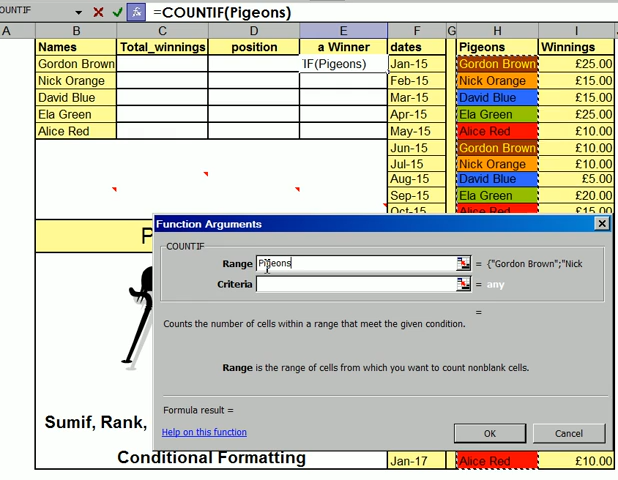 COUNTIF =COUNTIF(Pigeons)
A B C D E F G H I
Names Total_winnings position a Winner dates Pigeons Winnings
Gordon Brown IF(Pigeons) Jan-15 Gordon Brown £25.00
Nick Orange Feb-15 Nick Orange £15.00
David Blue Mar-15 David Blue £15.00
Ela Green Apr-15 Ela Green £25.00
Alice Red May-15 Alice Red £10.00
Jun-15 Gordon Brown £10.00
Jul-15 Nick Orange £10.00
Aug-15 David Blue £5.00
Sep-15 Ela Green £20.00
Oct-15 Alice Red £15.00
Function Arguments
P
COUNTIF
Range Pigeons = {"Gordon Brown";"Nick
Criteria = any
=
Counts the number of cells within a range that meet the given condition.
Range is the range of cells from which you want to count nonblank cells.
Formula result =
Sumif, Rank,
Help on this function OK Cancel
Conditional Formatting Jan-17 Alice Red £10.00